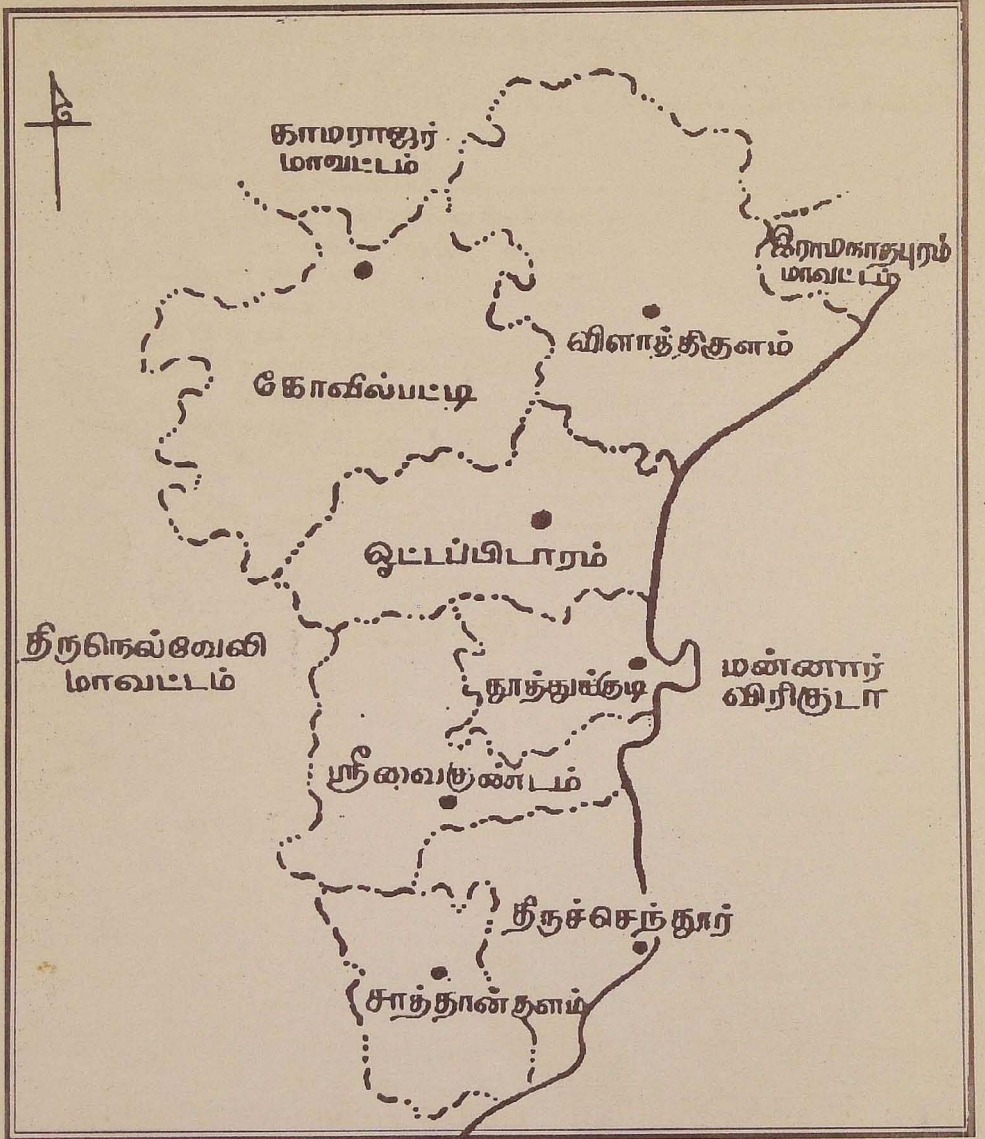 காமராஜர்
மாவட்டம்
இராமநாதபுரம்
மாவட்டம்
விளாத்திகுளம்
கோவில்பட்டி
ஓட்டப்பிடாரம்
திருநெல்வேலி
மாவட்டம்
மன்னார்
விரிகுடா
தூத்துக்குடி
ஸ்ரீவைகுண்டம்
திருச்செந்தூர்
சாத்தான்குளம்